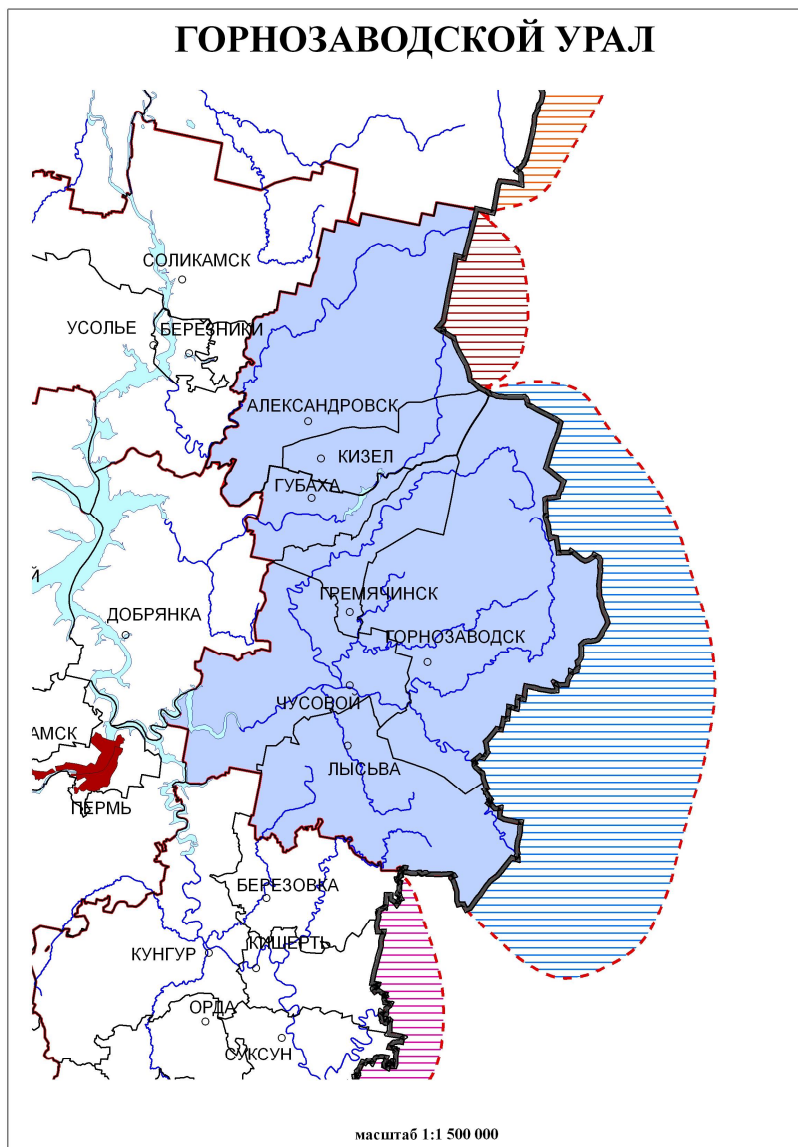 ГОРНОЗАВОДСКОЙ УРАЛ
СОЛИКАМСК
УСОЛЬЕ
БЕРЕЗНИКИ
АЛЕКСАНДРОВСК
КИЗЕЛ
ГУБАХА
Й
ГРЕМЯЧИНСК
ДОБРЯНКА
ГОРНОЗАВОДСК
ЧУСОВОЙ
АМСК
ЛЫСЬВА
ПЕРМЬ
БЕРЕЗОВКА
КИШЕРТЬ
КУНГУР
ОРДА
СУКСУН
масштаб 1:1 500 000